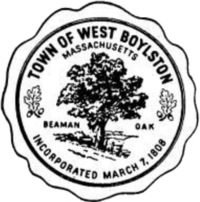 TOWN OF WEST BOYLSTON
MASSACHUSETTS
BEAMAN OAK
INCORPORATED MARCH 7, 1808